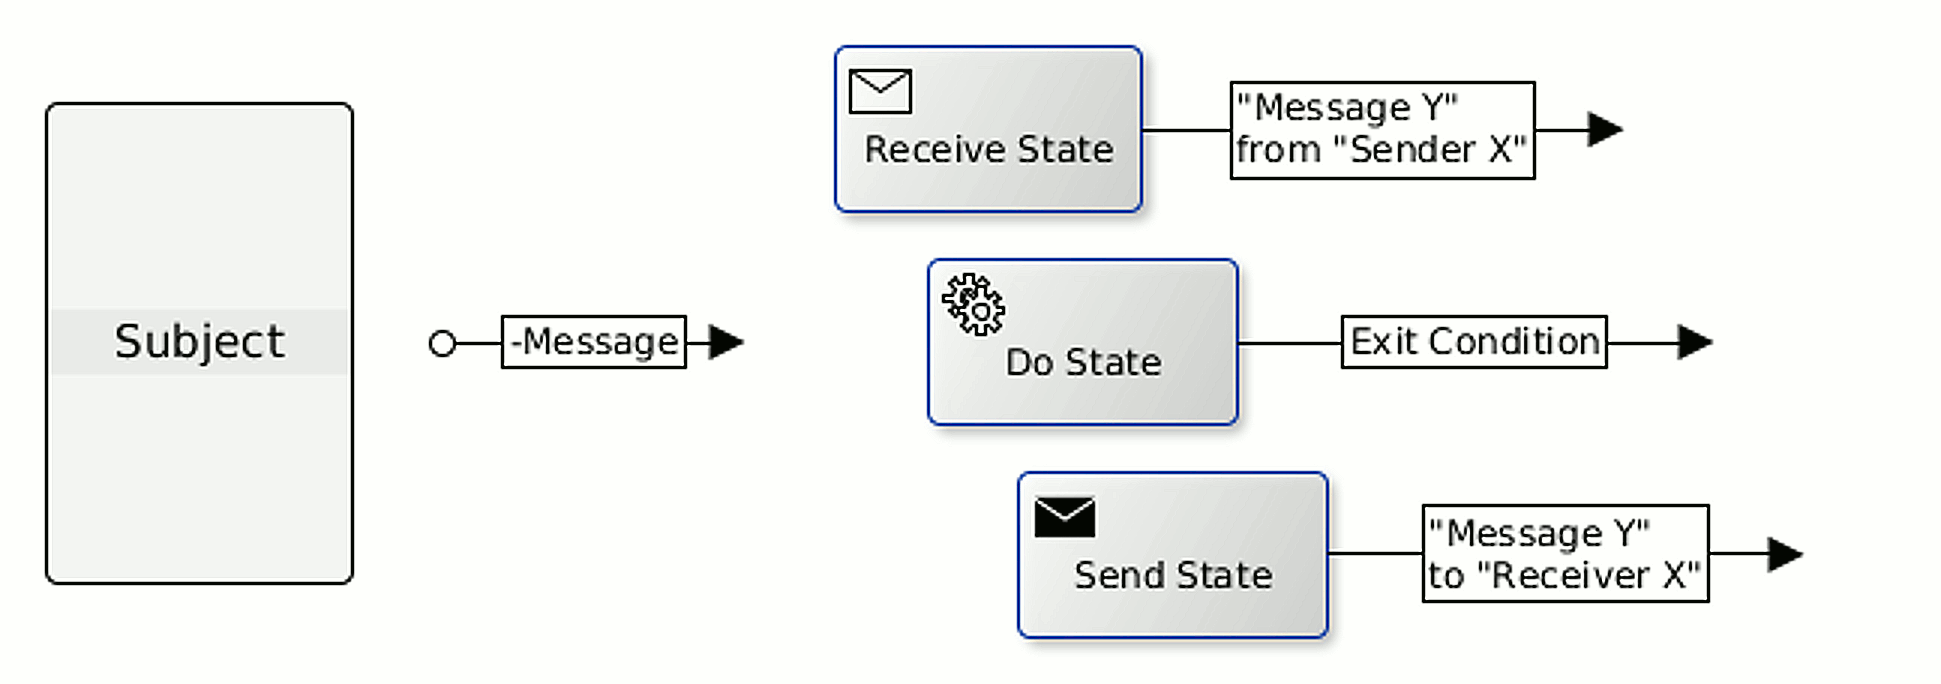 Subject
-Message
Receive State
"Message Y"
from "Sender X"
Do State
Exit Condition
Send State
"Message Y"
to "Receiver X"